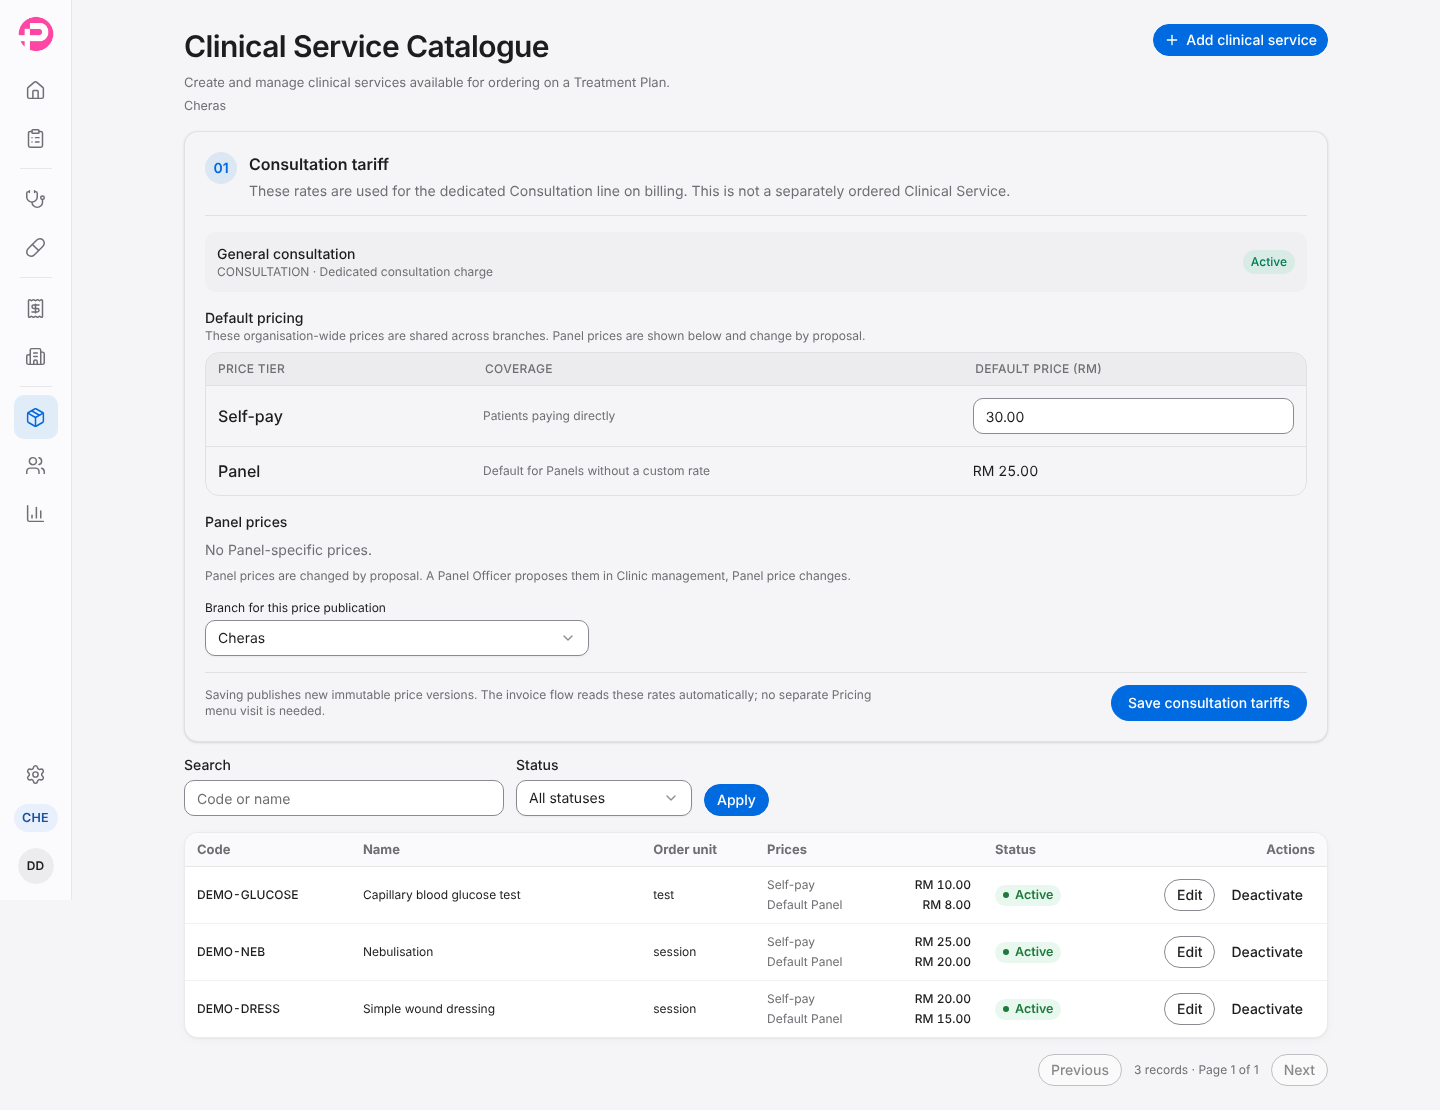 Clinical Service Catalogue
+ Add clinical service
Create and manage clinical services available for ordering on a Treatment Plan.
Cheras
01
Consultation tariff
These rates are used for the dedicated Consultation line on billing. This is not a separately ordered Clinical Service.
General consultation
CONSULTATION · Dedicated consultation charge
Active
Default pricing
These organisation-wide prices are shared across branches. Panel prices are shown below and change by proposal.
PRICE TIER COVERAGE DEFAULT PRICE (RM)
Self-pay Patients paying directly 30.00
Panel Default for Panels without a custom rate RM 25.00
Panel prices
No Panel-specific prices.
Panel prices are changed by proposal. A Panel Officer proposes them in Clinic management, Panel price changes.
Branch for this price publication
Cheras
Saving publishes new immutable price versions. The invoice flow reads these rates automatically; no separate Pricing
menu visit is needed.
Save consultation tariffs
Search Status
Code or name All statuses Apply
Code Name Order unit Prices Status Actions
DEMO-GLUCOSE Capillary blood glucose test test Self-pay RM 10.00 Active Edit Deactivate
Default Panel RM 8.00
DEMO-NEB Nebulisation session Self-pay RM 25.00 Active Edit Deactivate
Default Panel RM 20.00
DEMO-DRESS Simple wound dressing session Self-pay RM 20.00 Active Edit Deactivate
Default Panel RM 15.00
Previous 3 records · Page 1 of 1 Next
CHE
DD